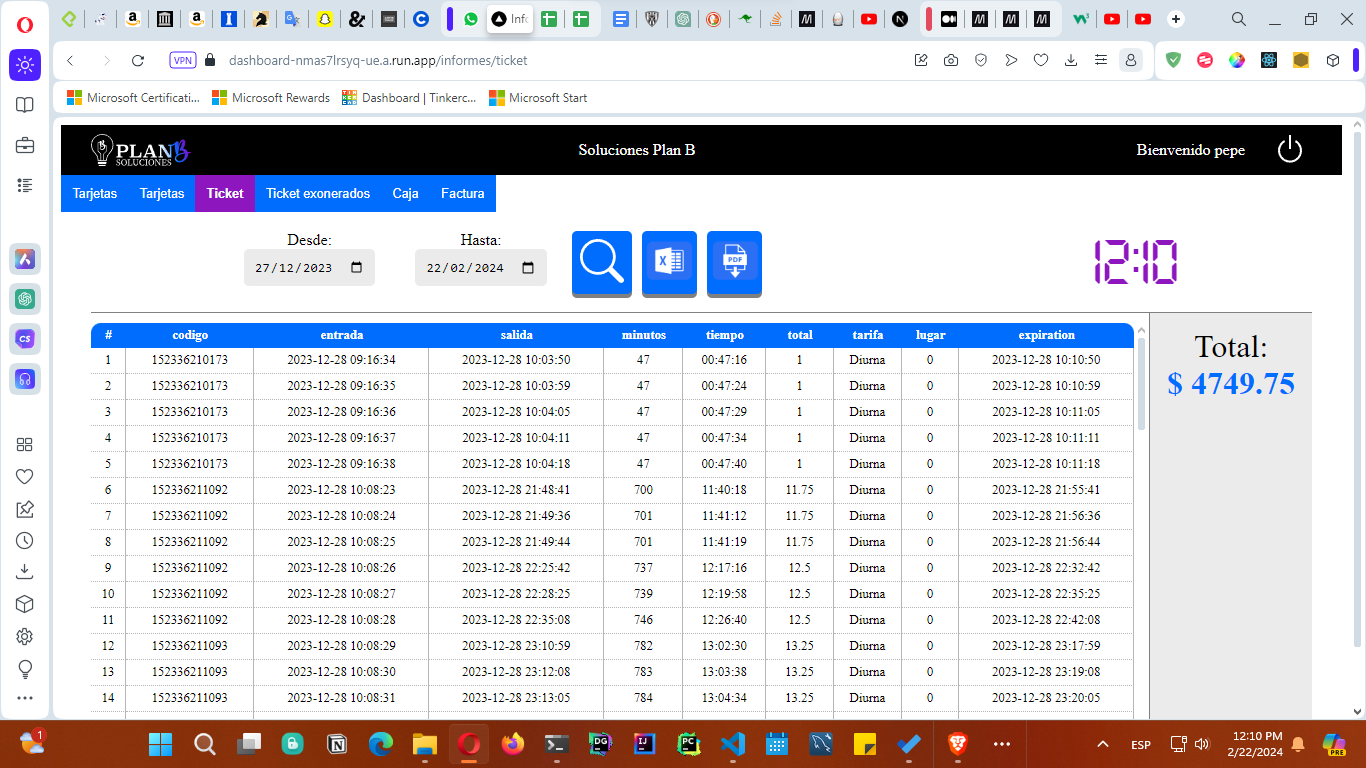 Info
VPN
dashboard-nmas7lrsyq-ue.a.run.app/informes/ticket
Microsoft Certificati...
Microsoft Rewards
Dashboard | Tinkerc...
Microsoft Start
PLAN B
SOLUCIONES
Soluciones Plan B
Bienvenido pepe
Tarjetas Tarjetas Ticket Ticket exonerados Caja Factura
Desde: Hasta:
27/12/2023 22/02/2024
PDF
12:10
# codigo entrada salida minutos tiempo total tarifa lugar expiration
1 152336210173 2023-12-28 09:16:34 2023-12-28 10:03:50 47 00:47:16 1 Diurna 0 2023-12-28 10:10:50
2 152336210173 2023-12-28 09:16:35 2023-12-28 10:03:59 47 00:47:24 1 Diurna 0 2023-12-28 10:10:59
3 152336210173 2023-12-28 09:16:36 2023-12-28 10:04:05 47 00:47:29 1 Diurna 0 2023-12-28 10:11:05
4 152336210173 2023-12-28 09:16:37 2023-12-28 10:04:11 47 00:47:34 1 Diurna 0 2023-12-28 10:11:11
5 152336210173 2023-12-28 09:16:38 2023-12-28 10:04:18 47 00:47:40 1 Diurna 0 2023-12-28 10:11:18
6 152336211092 2023-12-28 10:08:23 2023-12-28 21:48:41 700 11:40:18 11.75 Diurna 0 2023-12-28 21:55:41
7 152336211092 2023-12-28 10:08:24 2023-12-28 21:49:36 701 11:41:12 11.75 Diurna 0 2023-12-28 21:56:36
8 152336211092 2023-12-28 10:08:25 2023-12-28 21:49:44 701 11:41:19 11.75 Diurna 0 2023-12-28 21:56:44
9 152336211092 2023-12-28 10:08:26 2023-12-28 22:25:42 737 12:17:16 12.5 Diurna 0 2023-12-28 22:32:42
10 152336211092 2023-12-28 10:08:27 2023-12-28 22:28:25 739 12:19:58 12.5 Diurna 0 2023-12-28 22:35:25
11 152336211092 2023-12-28 10:08:28 2023-12-28 22:35:08 746 12:26:40 12.5 Diurna 0 2023-12-28 22:42:08
12 152336211093 2023-12-28 10:08:29 2023-12-28 23:10:59 782 13:02:30 13.25 Diurna 0 2023-12-28 23:17:59
13 152336211093 2023-12-28 10:08:30 2023-12-28 23:12:08 783 13:03:38 13.25 Diurna 0 2023-12-28 23:19:08
14 152336211093 2023-12-28 10:08:31 2023-12-28 23:13:05 784 13:04:34 13.25 Diurna 0 2023-12-28 23:20:05
Total:
$ 4749.75
CS
1
DG
IJ
PC
ESP
12:10 PM
2/22/2024
PRE